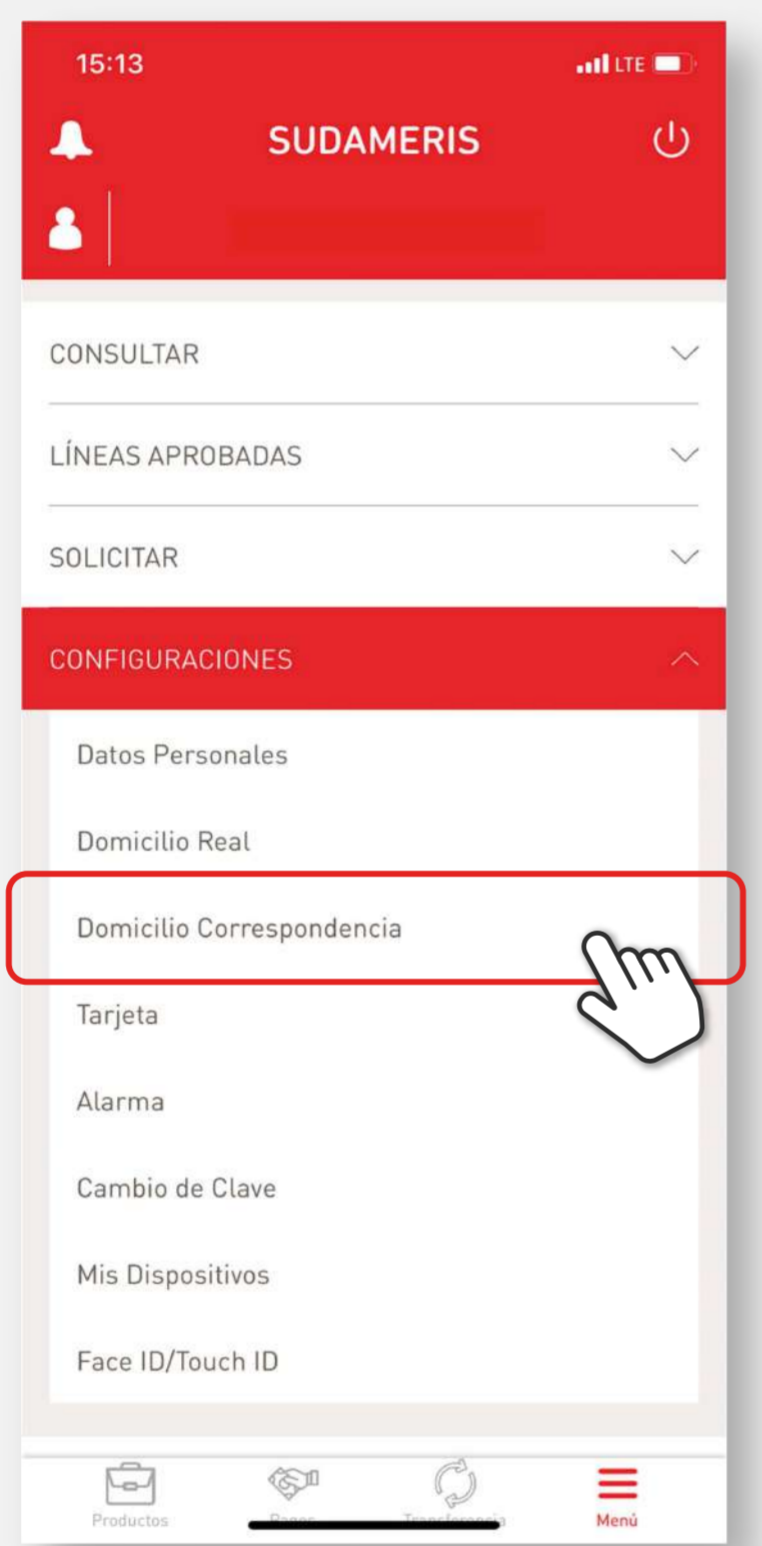 15:13
LTE
SUDAMERIS
CONSULTAR
LÍNEAS APROBADAS
SOLICITAR
CONFIGURACIONES
Datos Personales
Domicilio Real
Domicilio Correspondencia
Tarjeta
Alarma
Cambio de Clave
Mis Dispositivos
Face ID/Touch ID
Productos
Menú